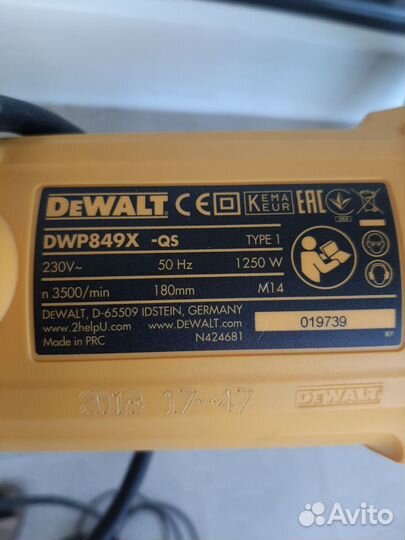 DEWALT CE KEMA KEUR EAC
DWP849X -QS TYPE 1
230V~ 50 Hz 1250 W
n 3500/min 180mm M14
DEWALT, D-65509 IDSTEIN, GERMANY
www.2helpU.com www.DEWALT.com
Made in PRC N424681
019739
2018 17--47
DEWALT
Avito